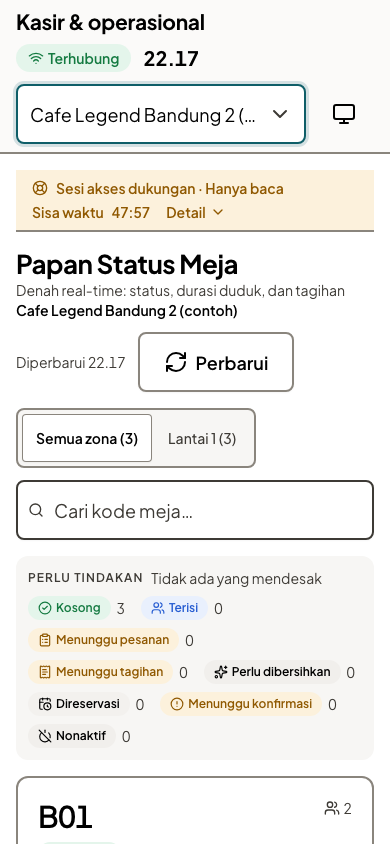 Kasir & operasional
Terhubung 22.17
Cafe Legend Bandung 2 (...
Sesi akses dukungan · Hanya baca
Sisa waktu 47:57 Detail
Papan Status Meja
Denah real-time: status, durasi duduk, dan tagihan
Cafe Legend Bandung 2 (contoh)
Diperbarui 22.17 Perbarui
Semua zona (3) Lantai 1 (3)
Cari kode meja...
PERLU TINDAKAN Tidak ada yang mendesak
Kosong 3 Terisi 0
Menunggu pesanan 0
Menunggu tagihan 0 Perlu dibersihkan 0
Direservasi 0 Menunggu konfirmasi 0
Nonaktif 0
B01 2